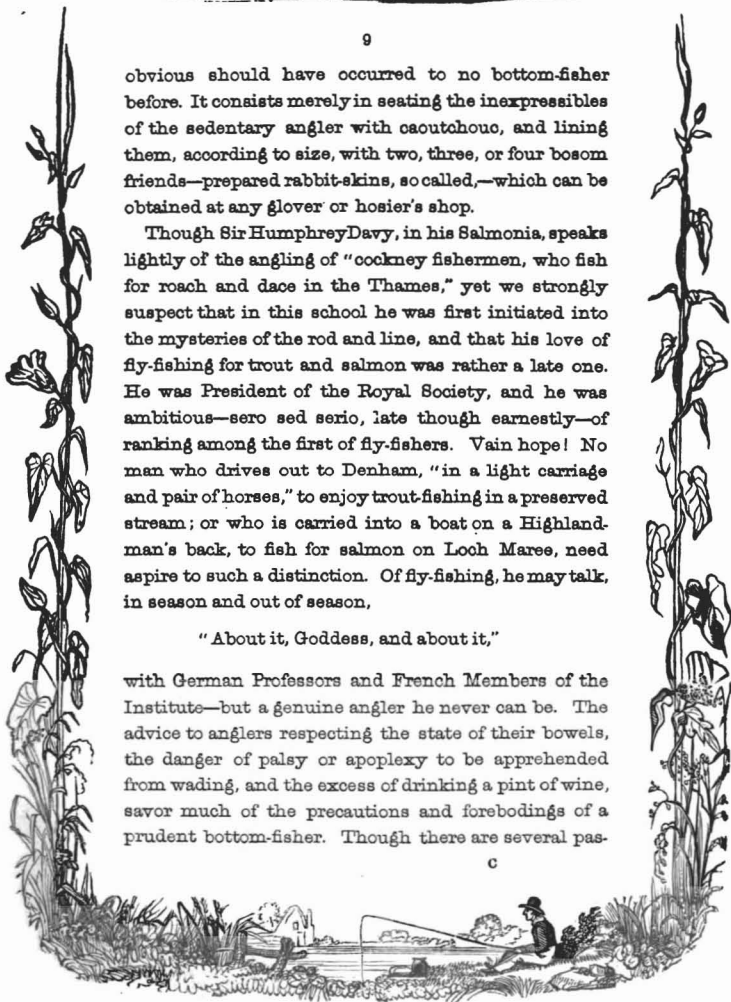 9
obvious should have occurred to no bottom-fisher
before. It consists merely in seating the inexpressibles
of the sedentary angler with caoutchouc, and lining
them, according to size, with two, three, or four bosom
friends—prepared rabbit-skins, so called,—which can be
obtained at any glover or hosier's shop.
Though Sir Humphrey Davy, in his Salmonia, speaks
lightly of the angling of "cockney fishermen, who fish
for roach and dace in the Thames," yet we strongly
suspect that in this school he was first initiated into
the mysteries of the rod and line, and that his love of
fly-fishing for trout and salmon was rather a late one.
He was President of the Royal Society, and he was
ambitious—sero sed serio, late though earnestly—of
ranking among the first of fly-fishers. Vain hope! No
man who drives out to Denham, "in a light carriage
and pair of horses," to enjoy trout-fishing in a preserved
stream; or who is carried into a boat on a Highland-
man's back, to fish for salmon on Loch Maree, need
aspire to such a distinction. Of fly-fishing, he may talk,
in season and out of season,
"About it, Goddess, and about it,"
with German Professors and French Members of the
Institute—but a genuine angler he never can be. The
advice to anglers respecting the state of their bowels,
the danger of palsy or apoplexy to be apprehended
from wading, and the excess of drinking a pint of wine,
savor much of the precautions and forebodings of a
prudent bottom-fisher. Though there are several pas-
C